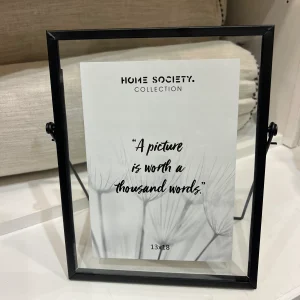 HOME SOCIETY.
COLLECTION
"A picture
is worth a
thousand words."
13x18